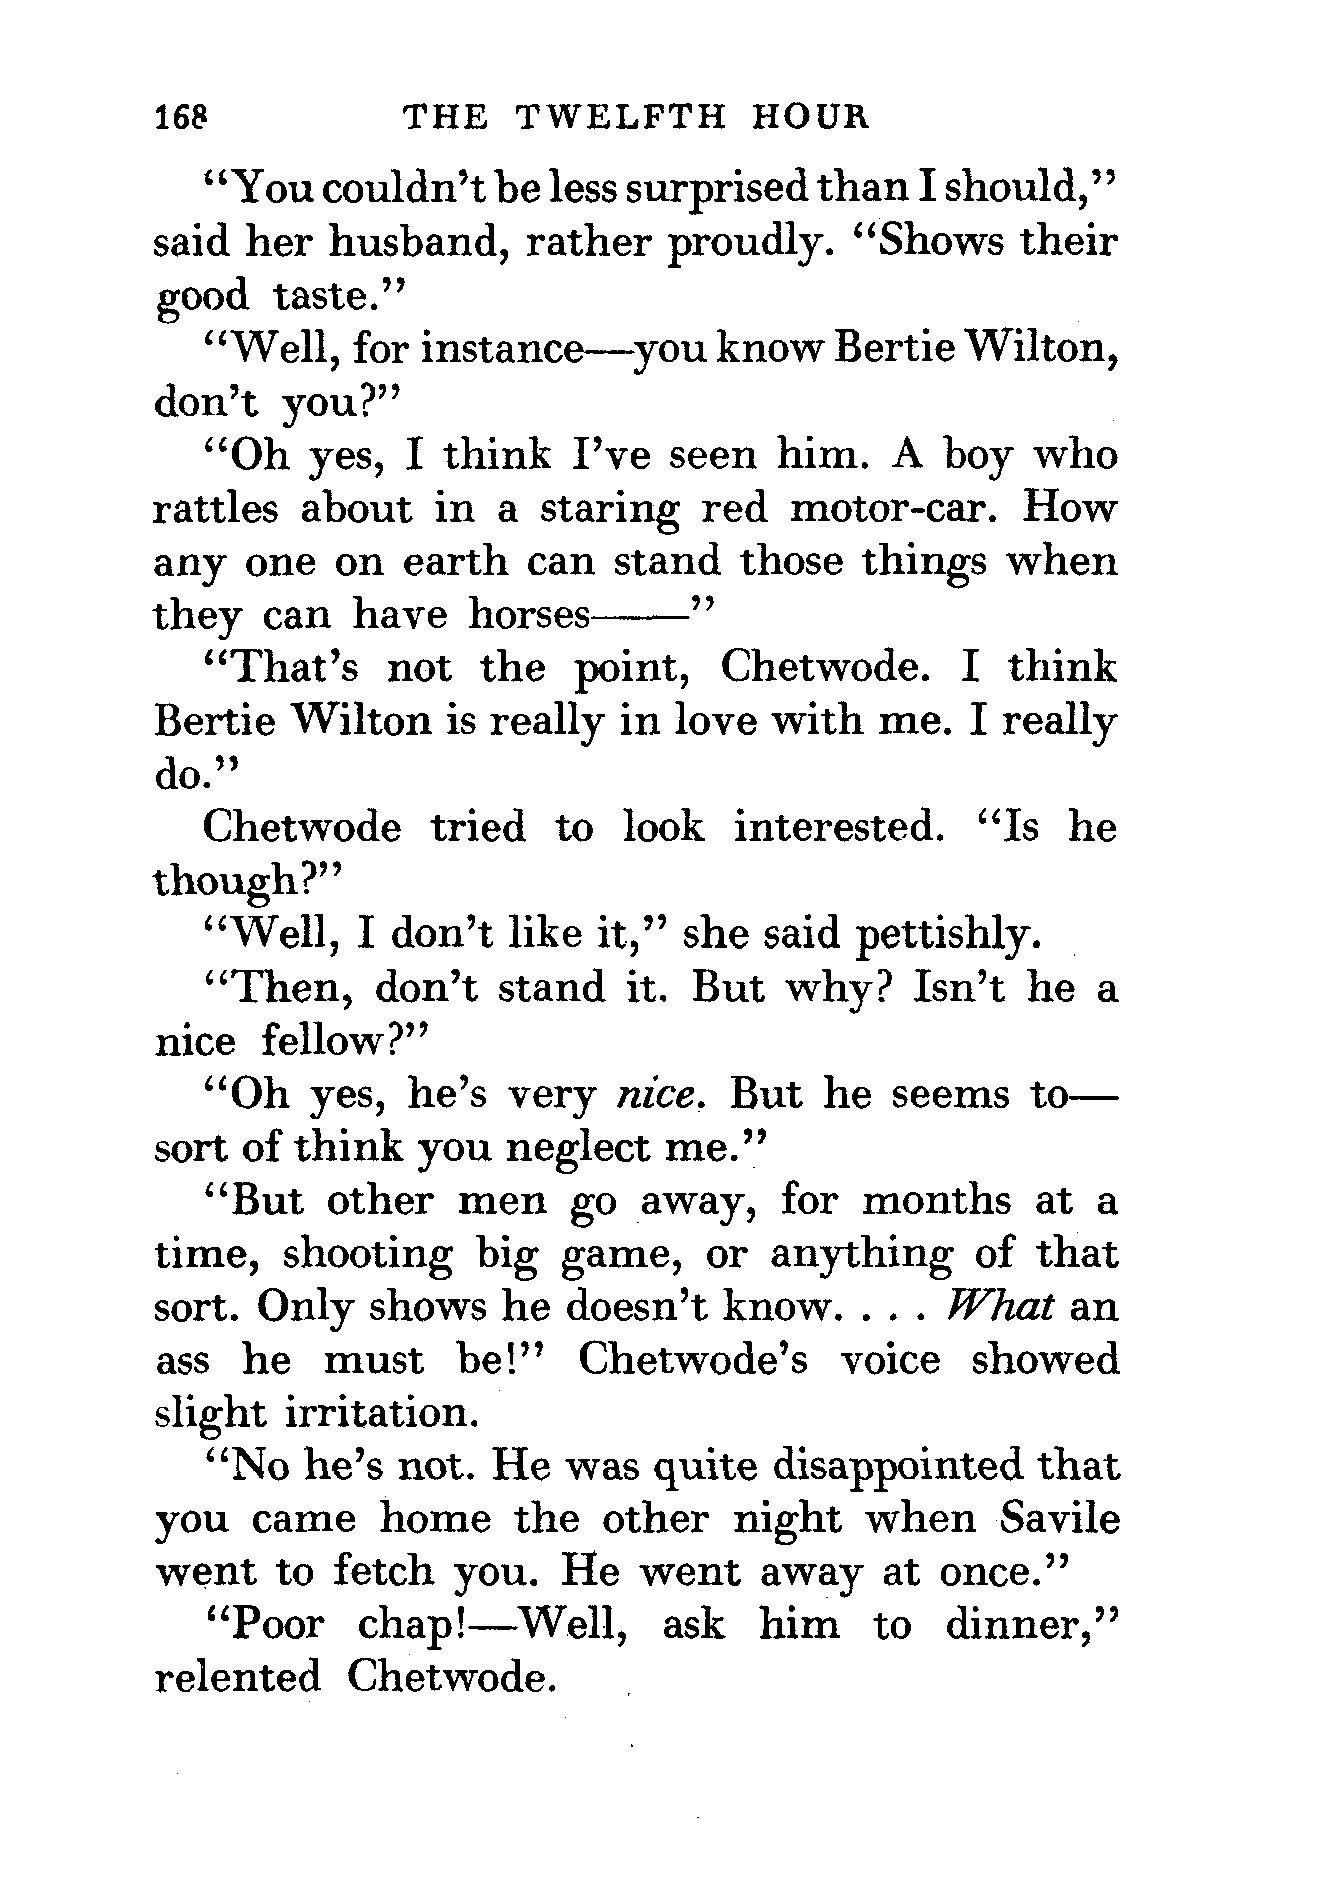 168 THE TWELFTH HOUR
“You couldn’t be less surprised than I should,”
said her husband, rather proudly. “Shows their
good taste.”
“Well, for instance—you know Bertie Wilton,
don’t you?”
“Oh yes, I think I’ve seen him. A boy who
rattles about in a staring red motor-car. How
any one on earth can stand those things when
they can have horses——”
“That’s not the point, Chetwode. I think
Bertie Wilton is really in love with me. I really
do.”
Chetwode tried to look interested. “Is he
though?”
“Well, I don’t like it,” she said pettishly.
“Then, don’t stand it. But why? Isn’t he a
nice fellow?”
“Oh yes, he’s very nice. But he seems to—
sort of think you neglect me.”
“But other men go away, for months at a
time, shooting big game, or anything of that
sort. Only shows he doesn’t know. . . . What an
ass he must be!” Chetwode’s voice showed
slight irritation.
“No he’s not. He was quite disappointed that
you came home the other night when Savile
went to fetch you. He went away at once.”
“Poor chap!—Well, ask him to dinner,”
relented Chetwode.